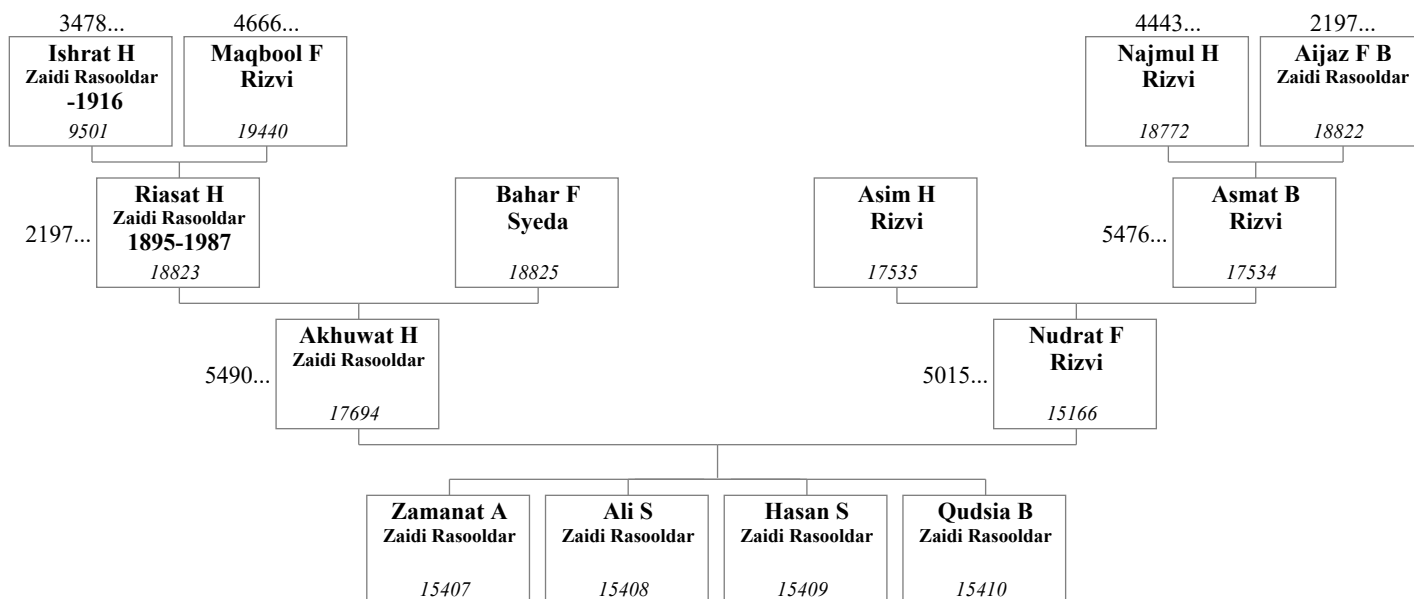 3478...
4666...
4443...
2197...
Ishrat H
Zaidi Rasooldar
-1916
9501
Maqbool F
Rizvi
19440
Najmul H
Rizvi
18772
Aijaz F B
Zaidi Rasooldar
18822
2197...
Riasat H
Zaidi Rasooldar
1895-1987
18823
Bahar F
Syeda
18825
Asim H
Rizvi
17535
5476...
Asmat B
Rizvi
17534
5490...
Akhuwat H
Zaidi Rasooldar
17694
5015...
Nudrat F
Rizvi
15166
Zamanat A
Zaidi Rasooldar
15407
Ali S
Zaidi Rasooldar
15408
Hasan S
Zaidi Rasooldar
15409
Qudsia B
Zaidi Rasooldar
15410